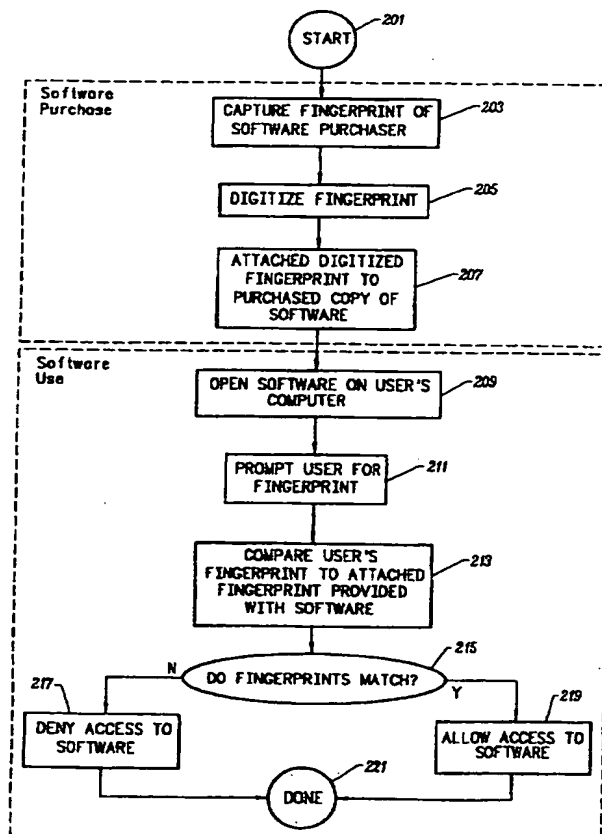 START
201
Software
Purchase
CAPTURE FINGERPRINT OF
SOFTWARE PURCHASER
203
DIGITIZE FINGERPRINT
205
ATTACHED DIGITIZED
FINGERPRINT TO
PURCHASED COPY OF
SOFTWARE
207
Software
Use
OPEN SOFTWARE ON USER'S
COMPUTER
209
PROMPT USER FOR
FINGERPRINT
211
COMPARE USER'S
FINGERPRINT TO ATTACHED
FINGERPRINT PROVIDED
WITH SOFTWARE
213
DO FINGERPRINTS MATCH?
215
N
Y
217
DENY ACCESS TO
SOFTWARE
219
ALLOW ACCESS TO
SOFTWARE
221
DONE